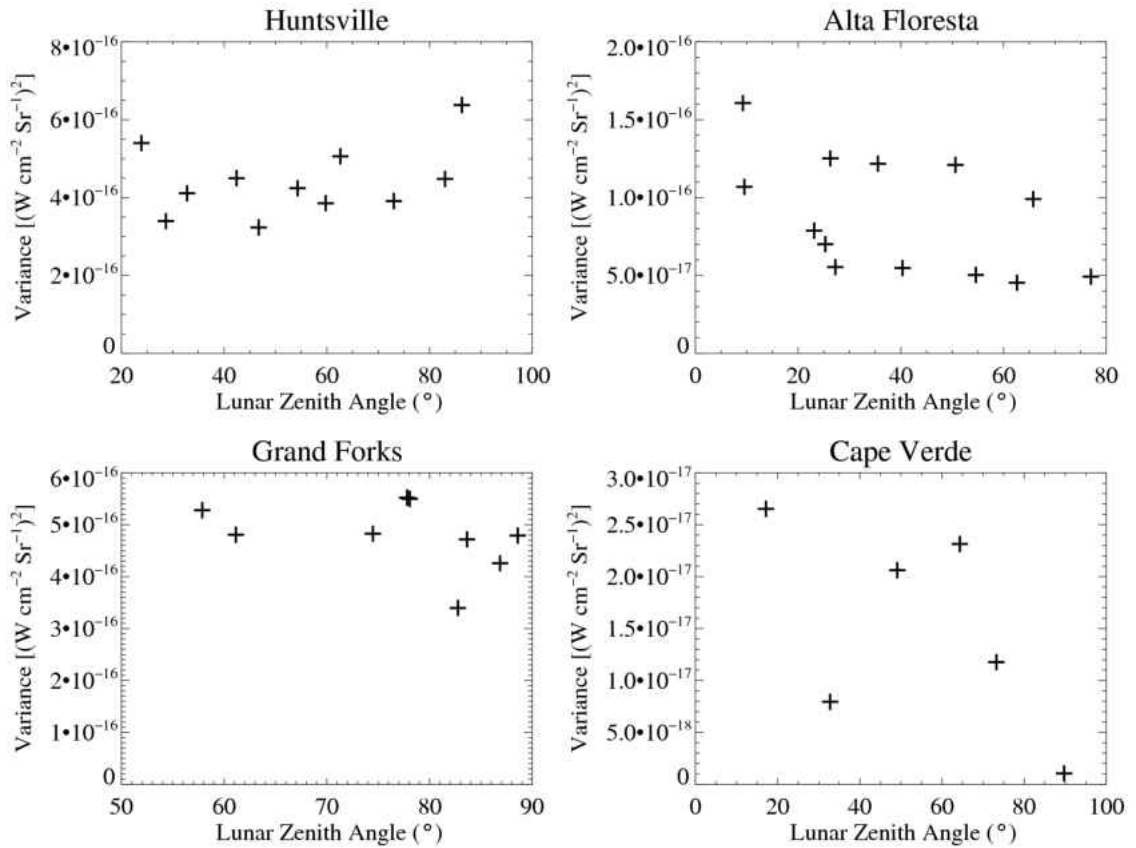 Huntsville
Variance [(W cm⁻² Sr⁻¹)²]
8•10⁻¹⁶
6•10⁻¹⁶
4•10⁻¹⁶
2•10⁻¹⁶
0
20 40 60 80 100
Lunar Zenith Angle (°)
Alta Floresta
Variance [(W cm⁻² Sr⁻¹)²]
2.0•10⁻¹⁶
1.5•10⁻¹⁶
1.0•10⁻¹⁶
5.0•10⁻¹⁷
0
0 20 40 60 80
Lunar Zenith Angle (°)
Grand Forks
Variance [(W cm⁻² Sr⁻¹)²]
6•10⁻¹⁶
5•10⁻¹⁶
4•10⁻¹⁶
3•10⁻¹⁶
2•10⁻¹⁶
1•10⁻¹⁶
0
50 60 70 80 90
Lunar Zenith Angle (°)
Cape Verde
Variance [(W cm⁻² Sr⁻¹)²]
3.0•10⁻¹⁷
2.5•10⁻¹⁷
2.0•10⁻¹⁷
1.5•10⁻¹⁷
1.0•10⁻¹⁷
5.0•10⁻¹⁸
0
0 20 40 60 80 100
Lunar Zenith Angle (°)